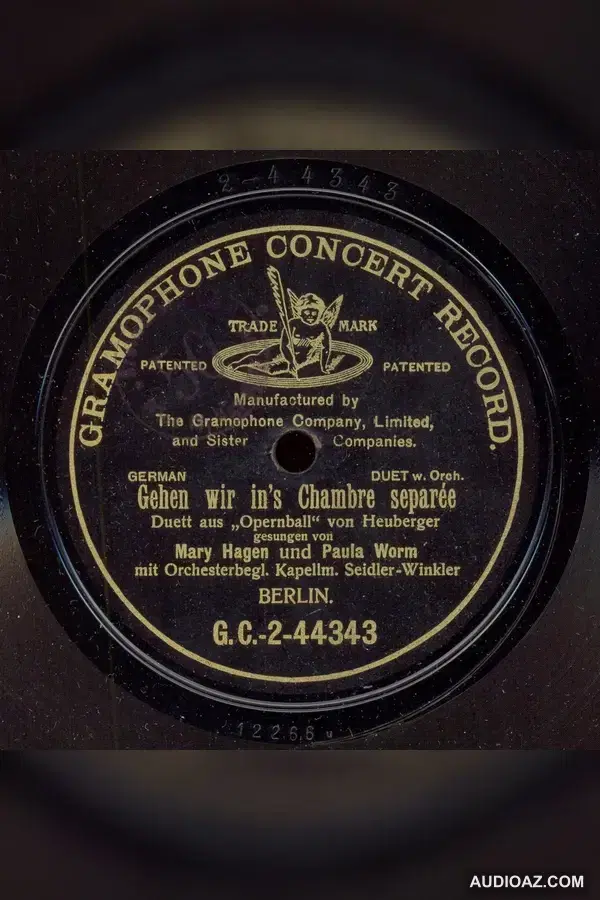 2-44343
GRAMOPHONE CONCERT RECORD.
TRADE MARK
PATENTED PATENTED
Manufactured by
The Gramophone Company, Limited,
and Sister Companies.
GERMAN DUET w. Orch.
Gehen wir in's Chambre separée
Duett aus „Opernball“ von Heuberger
gesungen von
Mary Hagen und Paula Worm
mit Orchesterbegl. Kapellm. Seidler-Winkler
BERLIN.
G.C.-2-44343
12266 u
AUDIOAZ.COM